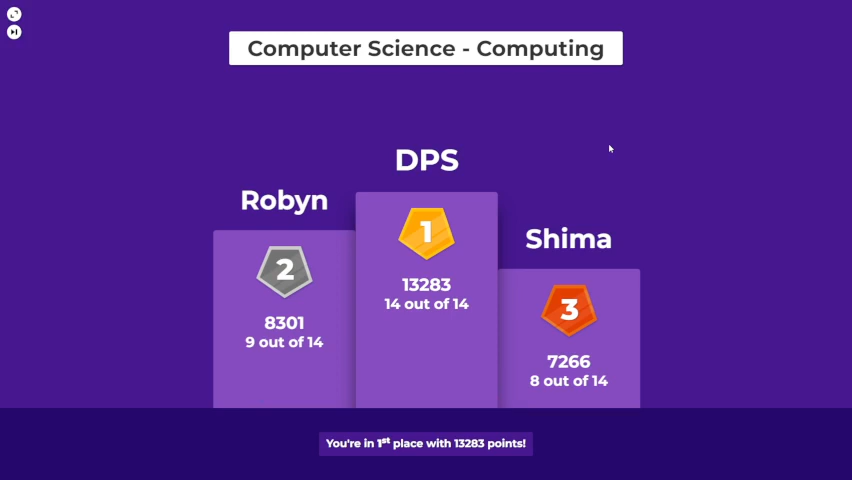 Computer Science - Computing
DPS
Robyn
Shima
1
13283
14 out of 14
2
8301
9 out of 14
3
7266
8 out of 14
You're in 1st place with 13283 points!